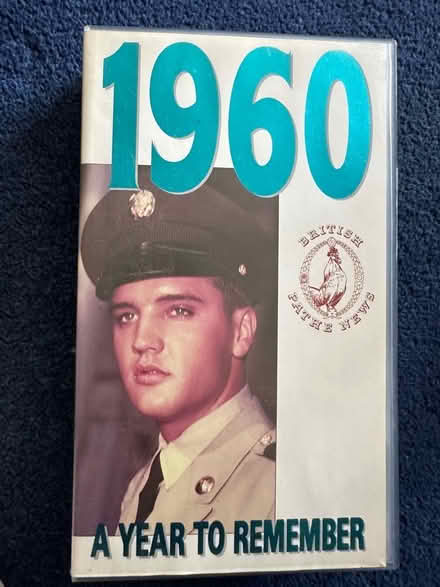 1960
BRITISH
PATHE NEWS
A YEAR TO REMEMBER